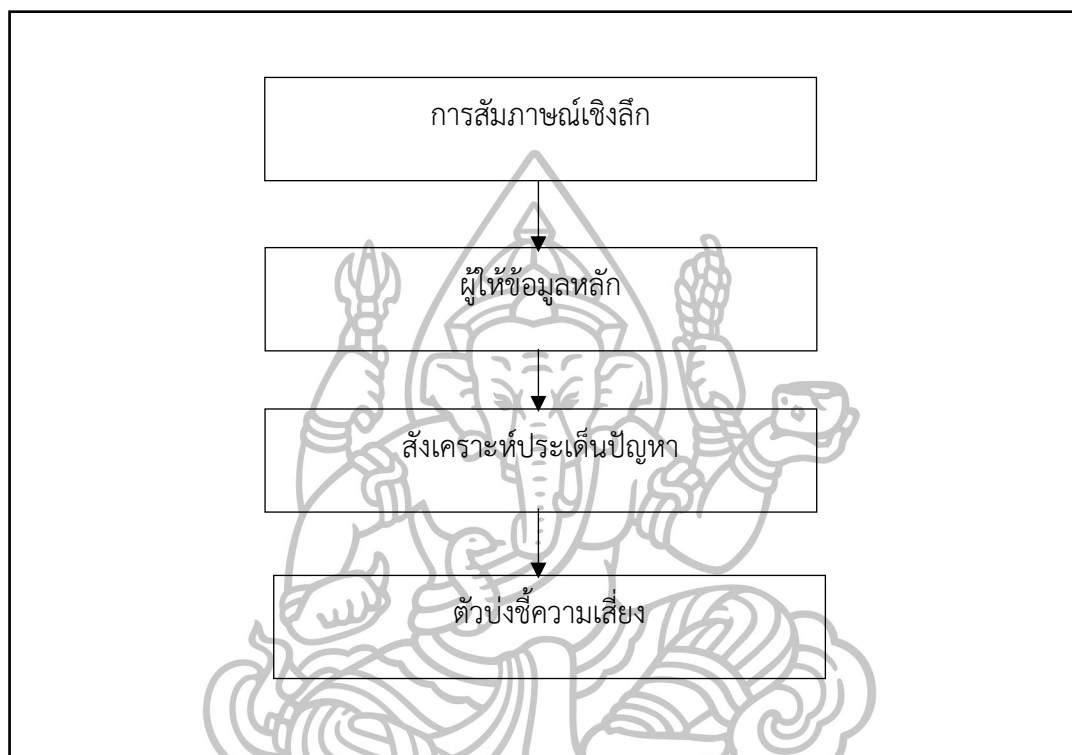 การสัมภาษณ์เชิงลึก
ผู้ให้ข้อมูลหลัก
สังเคราะห์ประเด็นปัญหา
ตัวบ่งชี้ความเสี่ยง